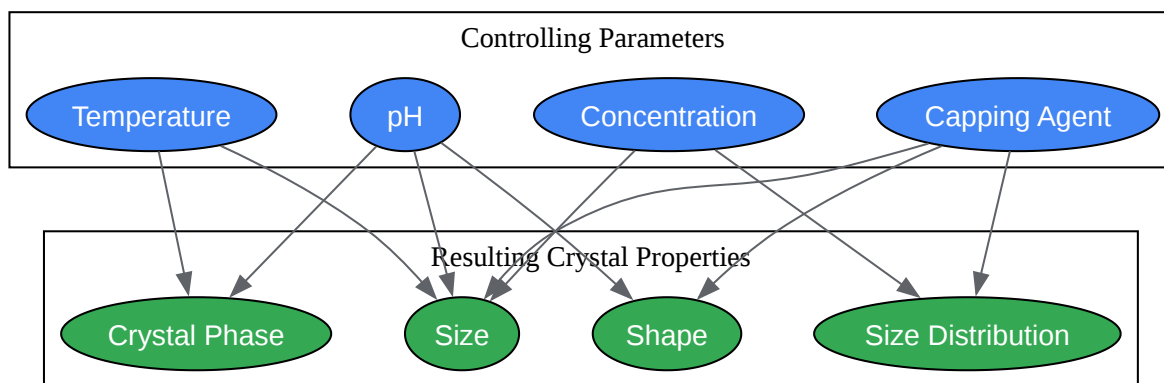 Controlling Parameters
Temperature
pH
Concentration
Capping Agent
Resulting Crystal Properties
Crystal Phase
Size
Shape
Size Distribution